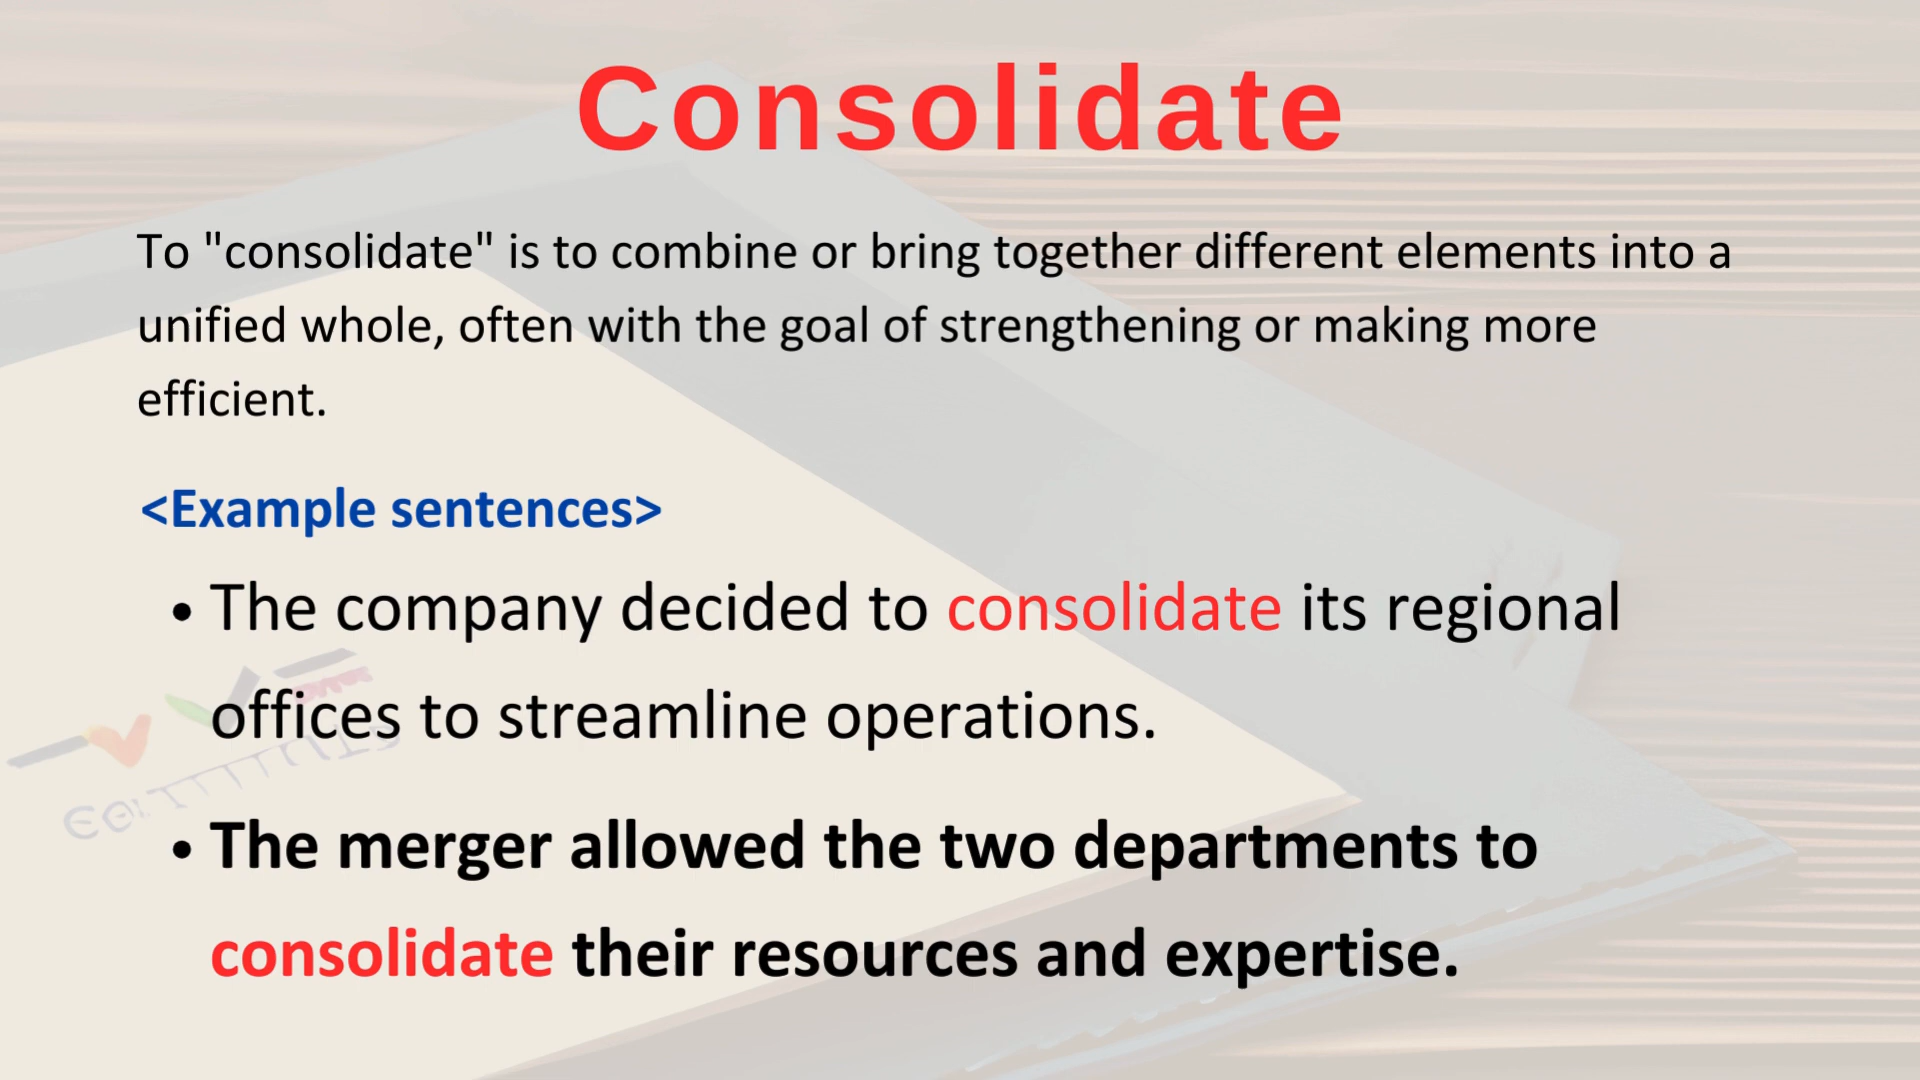 Consolidate
To "consolidate" is to combine or bring together different elements into a
unified whole, often with the goal of strengthening or making more
efficient.
<Example sentences>
• The company decided to consolidate its regional
offices to streamline operations.
• The merger allowed the two departments to
consolidate their resources and expertise.